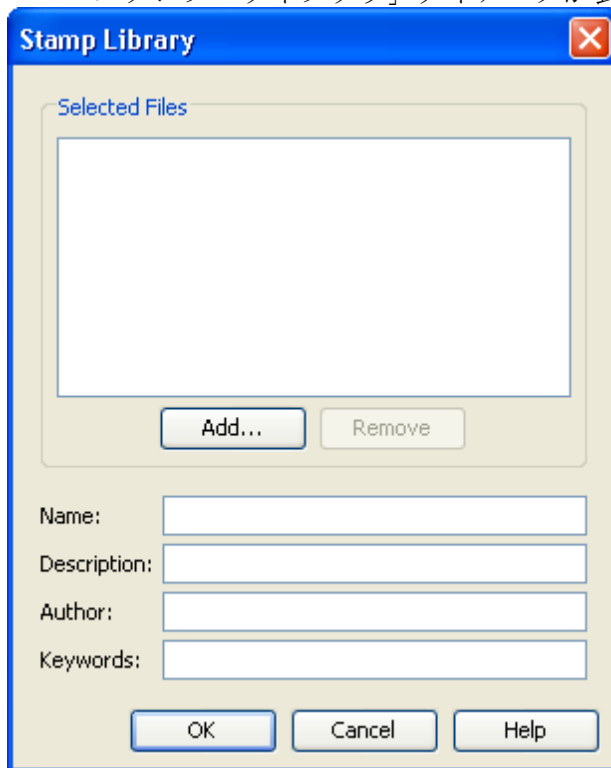 Stamp Library
Selected Files
Add...
Remove
Name:
Description:
Author:
Keywords:
OK Cancel Help